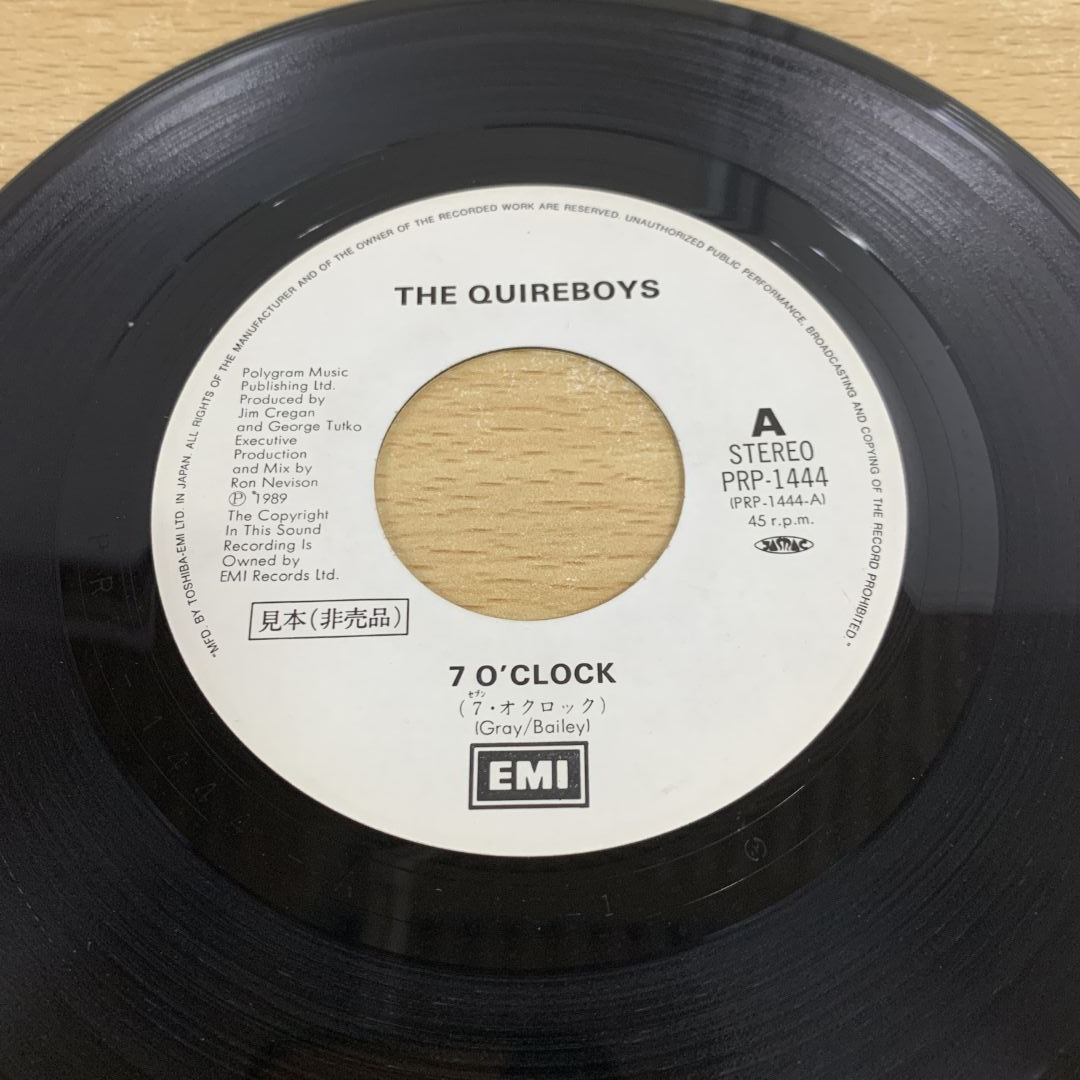 "MFD. BY TOSHIBA-EMI LTD. IN JAPAN. ALL RIGHTS OF THE MANUFACTURER AND OF THE OWNER OF THE RECORDED WORK ARE RESERVED. UNAUTHORIZED PUBLIC PERFORMANCE, BROADCASTING AND COPYING OF THE RECORD PROHIBITED."
THE QUIREBOYS
Polygram Music
Publishing Ltd.
Produced by
Jim Cregan
and George Tutko
Executive
Production
and Mix by
Ron Nevison
Ⓟ '1989
The Copyright
In This Sound
Recording Is
Owned by
EMI Records Ltd.
A
STEREO
PRP-1444
(PRP-1444-A)
45 r.p.m.
JASRAC
見本(非売品)
7 O'CLOCK
セブン
(7・オクロック)
(Gray/Bailey)
EMI